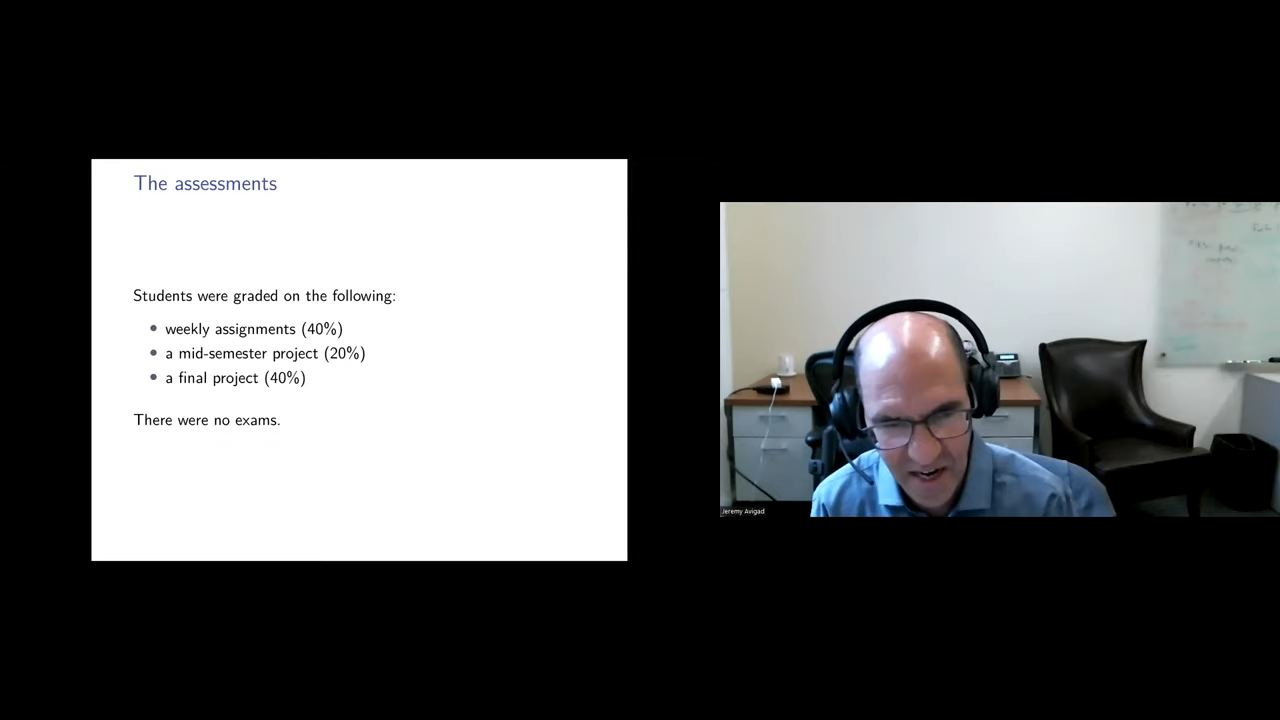 The assessments
Students were graded on the following:
• weekly assignments (40%)
• a mid-semester project (20%)
• a final project (40%)
There were no exams.
Jeremy Avigad